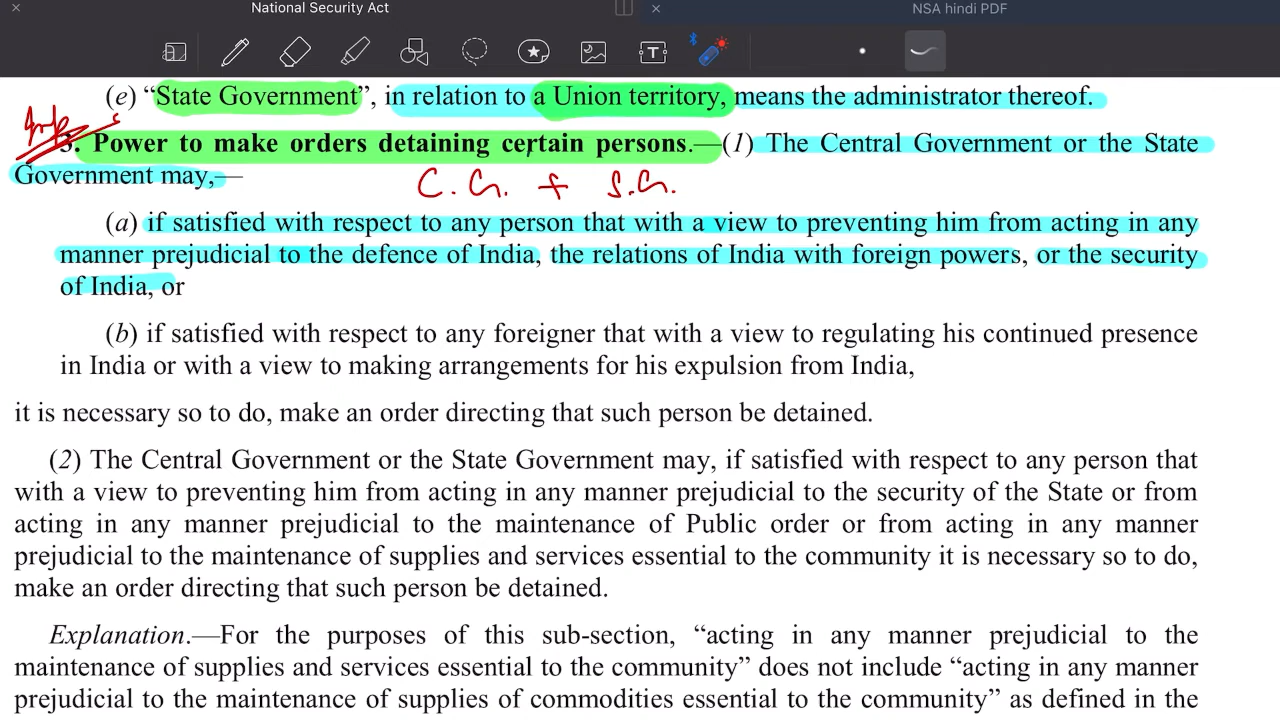 National Security Act
NSA hindi PDF
(e) “State Government”, in relation to a Union territory, means the administrator thereof.
Imp
3. Power to make orders detaining certain persons.—(1) The Central Government or the State
Government may,—
C.G. + S.G.
(a) if satisfied with respect to any person that with a view to preventing him from acting in any
manner prejudicial to the defence of India, the relations of India with foreign powers, or the security
of India, or
(b) if satisfied with respect to any foreigner that with a view to regulating his continued presence
in India or with a view to making arrangements for his expulsion from India,
it is necessary so to do, make an order directing that such person be detained.
(2) The Central Government or the State Government may, if satisfied with respect to any person that
with a view to preventing him from acting in any manner prejudicial to the security of the State or from
acting in any manner prejudicial to the maintenance of Public order or from acting in any manner
prejudicial to the maintenance of supplies and services essential to the community it is necessary so to do,
make an order directing that such person be detained.
Explanation.—For the purposes of this sub-section, “acting in any manner prejudicial to the
maintenance of supplies and services essential to the community” does not include “acting in any manner
prejudicial to the maintenance of supplies of commodities essential to the community” as defined in the